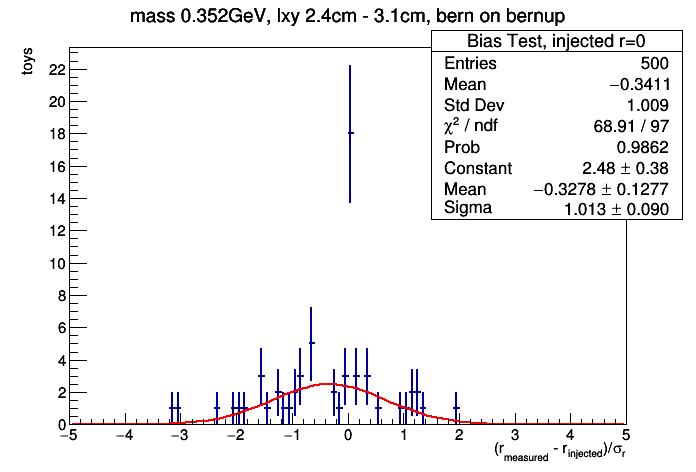 mass 0.352GeV, lxy 2.4cm - 3.1cm, bern on bernup
Bias Test, injected r=0
Entries 500
Mean −0.3411
Std Dev 1.009
χ² / ndf 68.91 / 97
Prob 0.9862
Constant 2.48 ± 0.38
Mean −0.3278 ± 0.1277
Sigma 1.013 ± 0.090
toys
22
20
18
16
14
12
10
8
6
4
2
0
−5 −4 −3 −2 −1 0 1 2 3 4 5
(r_measured - r_injected)/σ_r